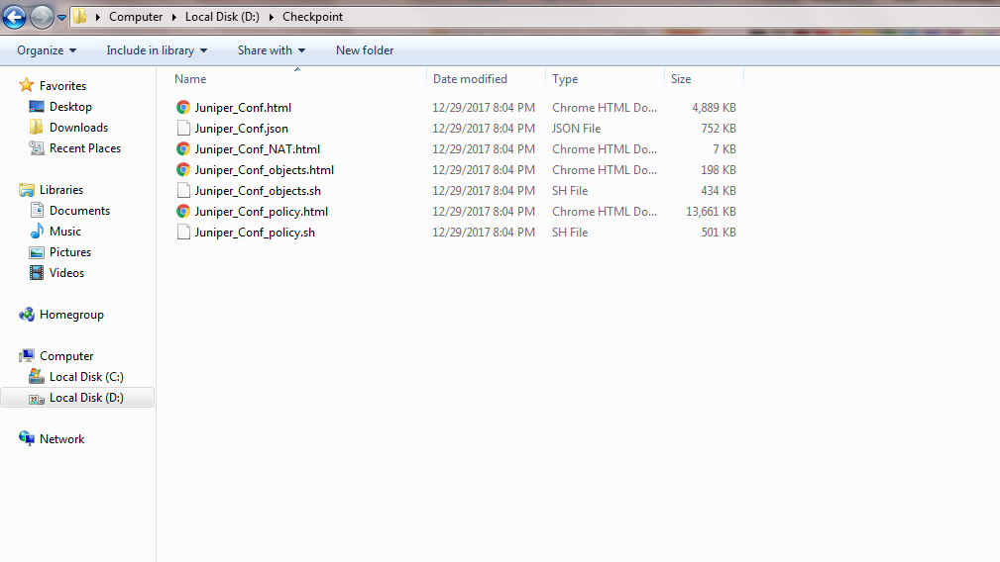 Computer Local Disk (D:) Checkpoint
Organize Include in library Share with New folder
Favorites
Desktop
Downloads
Recent Places
Libraries
Documents
Music
Pictures
Videos
Homegroup
Computer
Local Disk (C:)
Local Disk (D:)
Network
Name Date modified Type Size
Juniper_Conf.html 12/29/2017 8:04 PM Chrome HTML Do... 4,889 KB
Juniper_Conf.json 12/29/2017 8:04 PM JSON File 752 KB
Juniper_Conf_NAT.html 12/29/2017 8:04 PM Chrome HTML Do... 7 KB
Juniper_Conf_objects.html 12/29/2017 8:04 PM Chrome HTML Do... 198 KB
Juniper_Conf_objects.sh 12/29/2017 8:04 PM SH File 434 KB
Juniper_Conf_policy.html 12/29/2017 8:04 PM Chrome HTML Do... 13,661 KB
Juniper_Conf_policy.sh 12/29/2017 8:04 PM SH File 501 KB